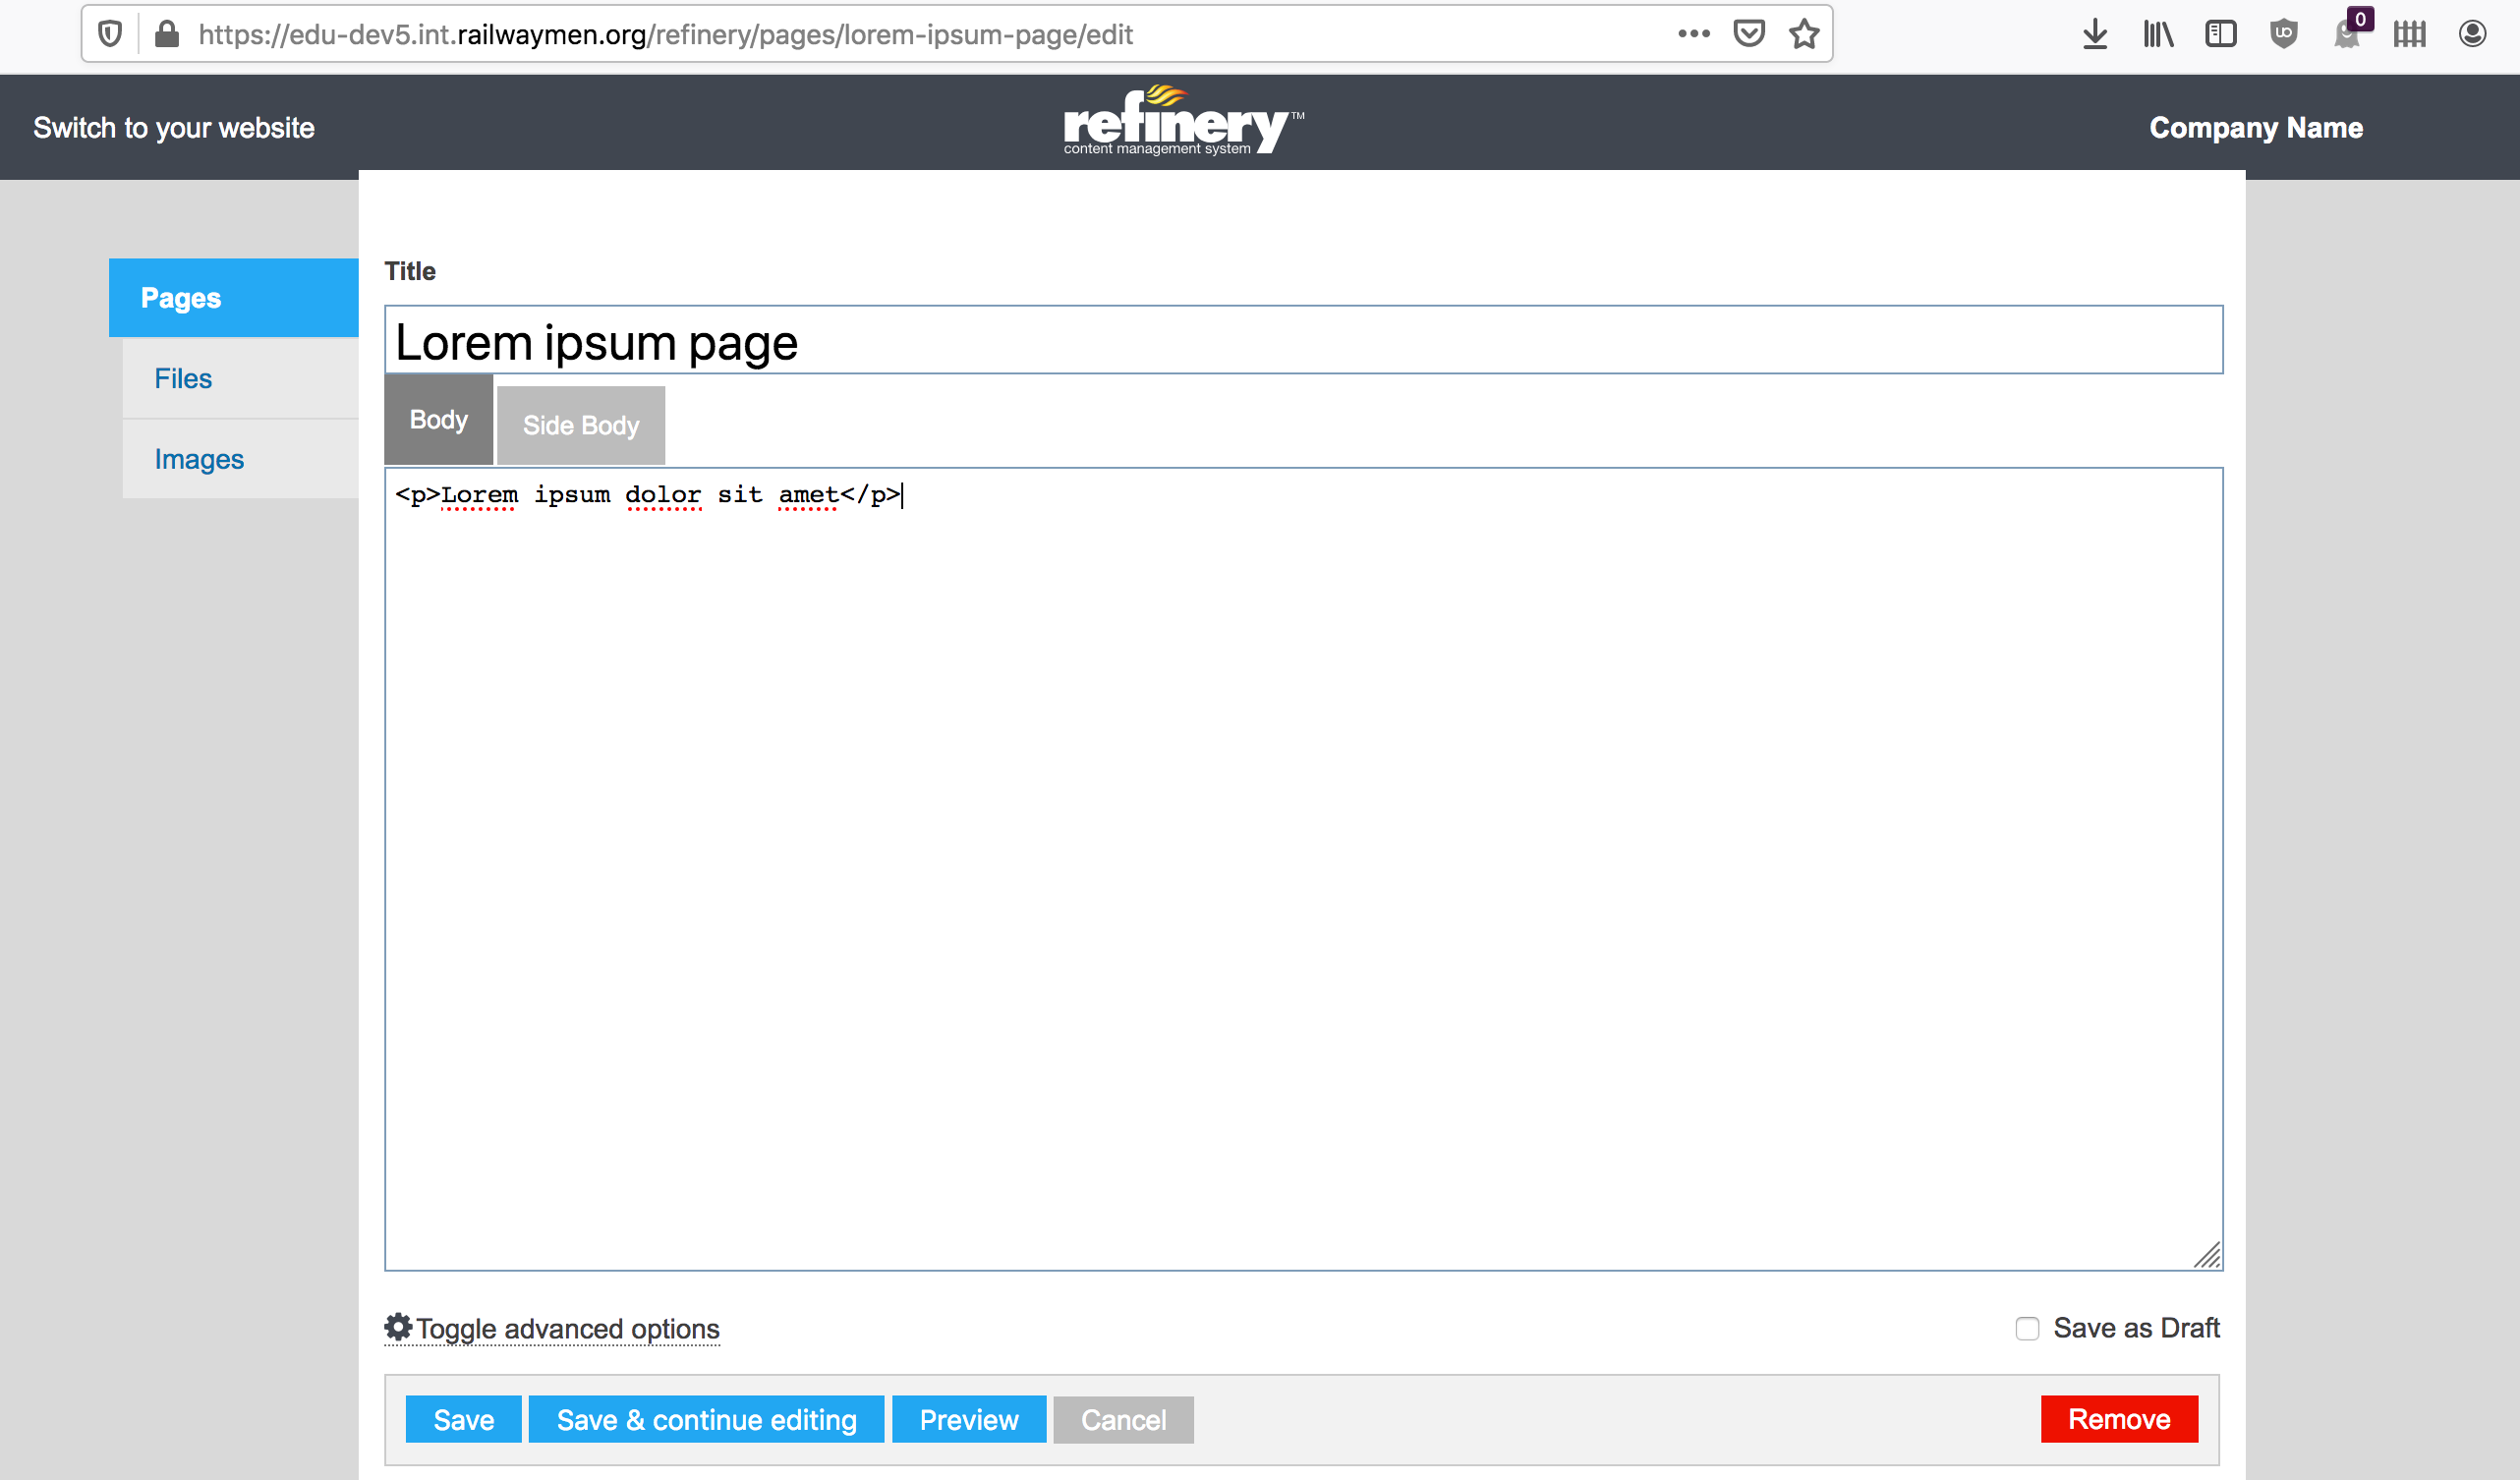 https://edu-dev5.int.railwaymen.org/refinery/pages/lorem-ipsum-page/edit
uo
0
Switch to your website
refinery™
content management system
Company Name
Title
Pages
Lorem ipsum page
Files
Body
Side Body
Images
<p>Lorem ipsum dolor sit amet</p>
Toggle advanced options
Save as Draft
Save
Save & continue editing
Preview
Cancel
Remove